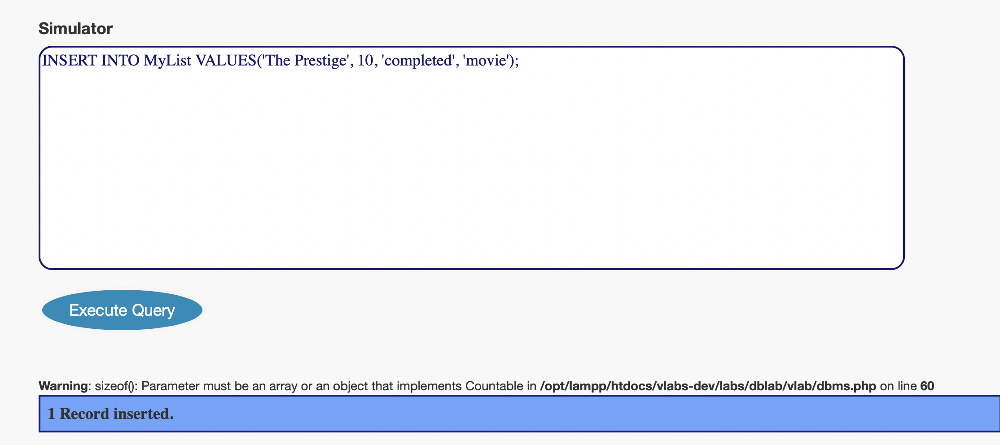 Simulator
INSERT INTO MyList VALUES('The Prestige', 10, 'completed', 'movie');
Execute Query
Warning: sizeof(): Parameter must be an array or an object that implements Countable in /opt/lampp/htdocs/vlabs-dev/labs/dblab/vlab/dbms.php on line 60
1 Record inserted.